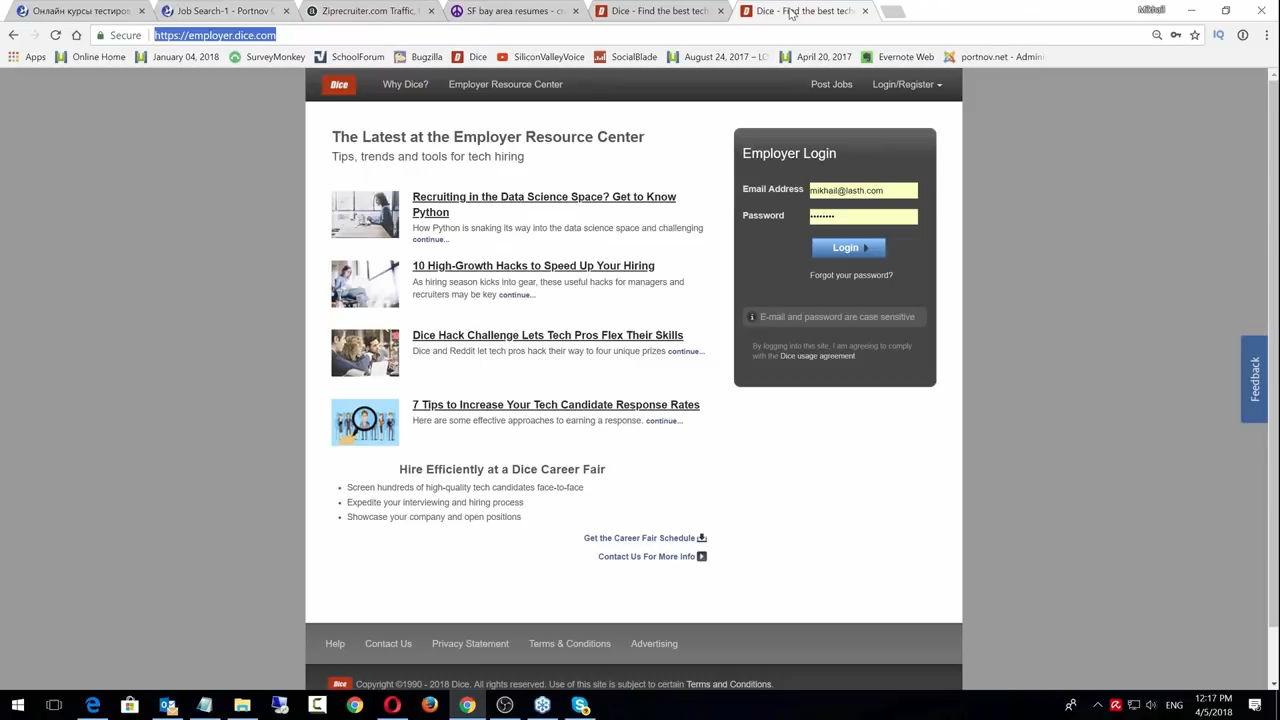 Онлайн курсы тестиров
Job Search-1 - Portnov C
Ziprecruiter.com Traffic,
SF bay area resumes - c
Dice - Find the best tech
Dice - Find the best tech
Mikhail
Secure
https://employer.dice.com
Apps
Online Home
January 04, 2018
SurveyMonkey
SchoolForum
Bugzilla
Dice
SiliconValleyVoice
SocialBlade
August 24, 2017 – LO
April 20, 2017
Evernote Web
portnov.net - Admini
Dice
Why Dice?
Employer Resource Center
Post Jobs
Login/Register
The Latest at the Employer Resource Center
Tips, trends and tools for tech hiring
Recruiting in the Data Science Space? Get to Know
Python
How Python is snaking its way into the data science space and challenging
continue...
10 High-Growth Hacks to Speed Up Your Hiring
As hiring season kicks into gear, these useful hacks for managers and
recruiters may be key continue...
Dice Hack Challenge Lets Tech Pros Flex Their Skills
Dice and Reddit let tech pros hack their way to four unique prizes continue...
7 Tips to Increase Your Tech Candidate Response Rates
Here are some effective approaches to earning a response. continue...
Hire Efficiently at a Dice Career Fair
• Screen hundreds of high-quality tech candidates face-to-face
• Expedite your interviewing and hiring process
• Showcase your company and open positions
Get the Career Fair Schedule
Contact Us For More Info
Employer Login
Email Address mikhail@lasth.com
Password ••••••••
Login
Forgot your password?
E-mail and password are case sensitive
By logging into this site, I am agreeing to comply
with the Dice usage agreement
Feedback
Help
Contact Us
Privacy Statement
Terms & Conditions
Advertising
Dice Copyright ©1990 - 2018 Dice. All rights reserved. Use of this site is subject to certain Terms and Conditions.
12:17 PM
4/5/2018